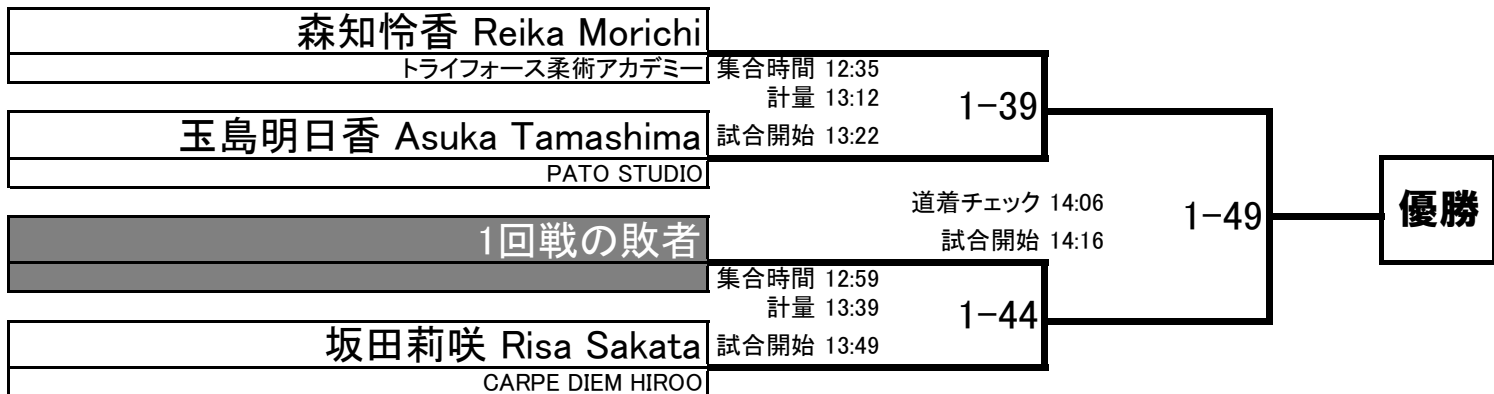 森知怜香 Reika Morichi
トライフォース柔術アカデミー
集合時間 12:35
計量 13:12
1-39
玉島明日香 Asuka Tamashima
試合開始 13:22
PATO STUDIO
道着チェック 14:06
1-49
優勝
1回戦の敗者
試合開始 14:16
集合時間 12:59
計量 13:39
1-44
坂田莉咲 Risa Sakata
試合開始 13:49
CARPE DIEM HIROO